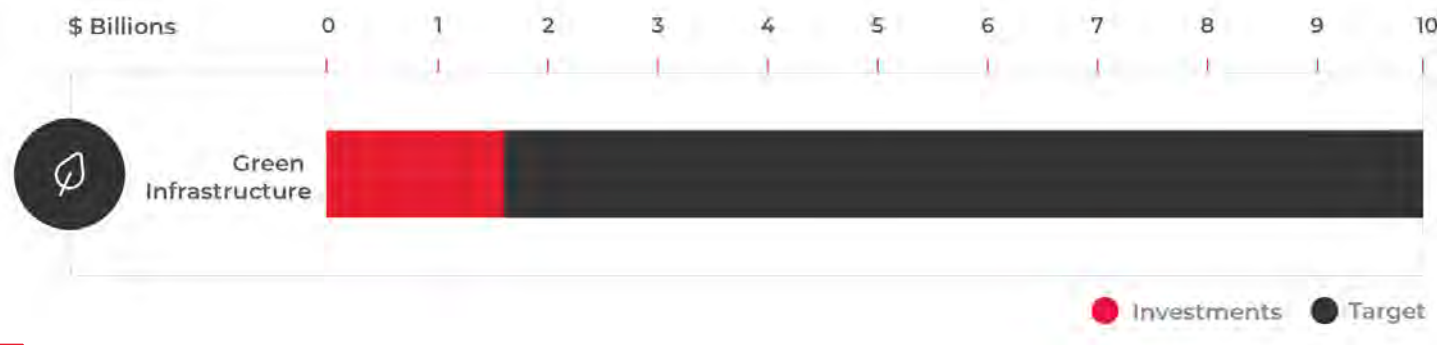 $ Billions 0 1 2 3 4 5 6 7 8 9 10
Green
Infrastructure
Investments Target